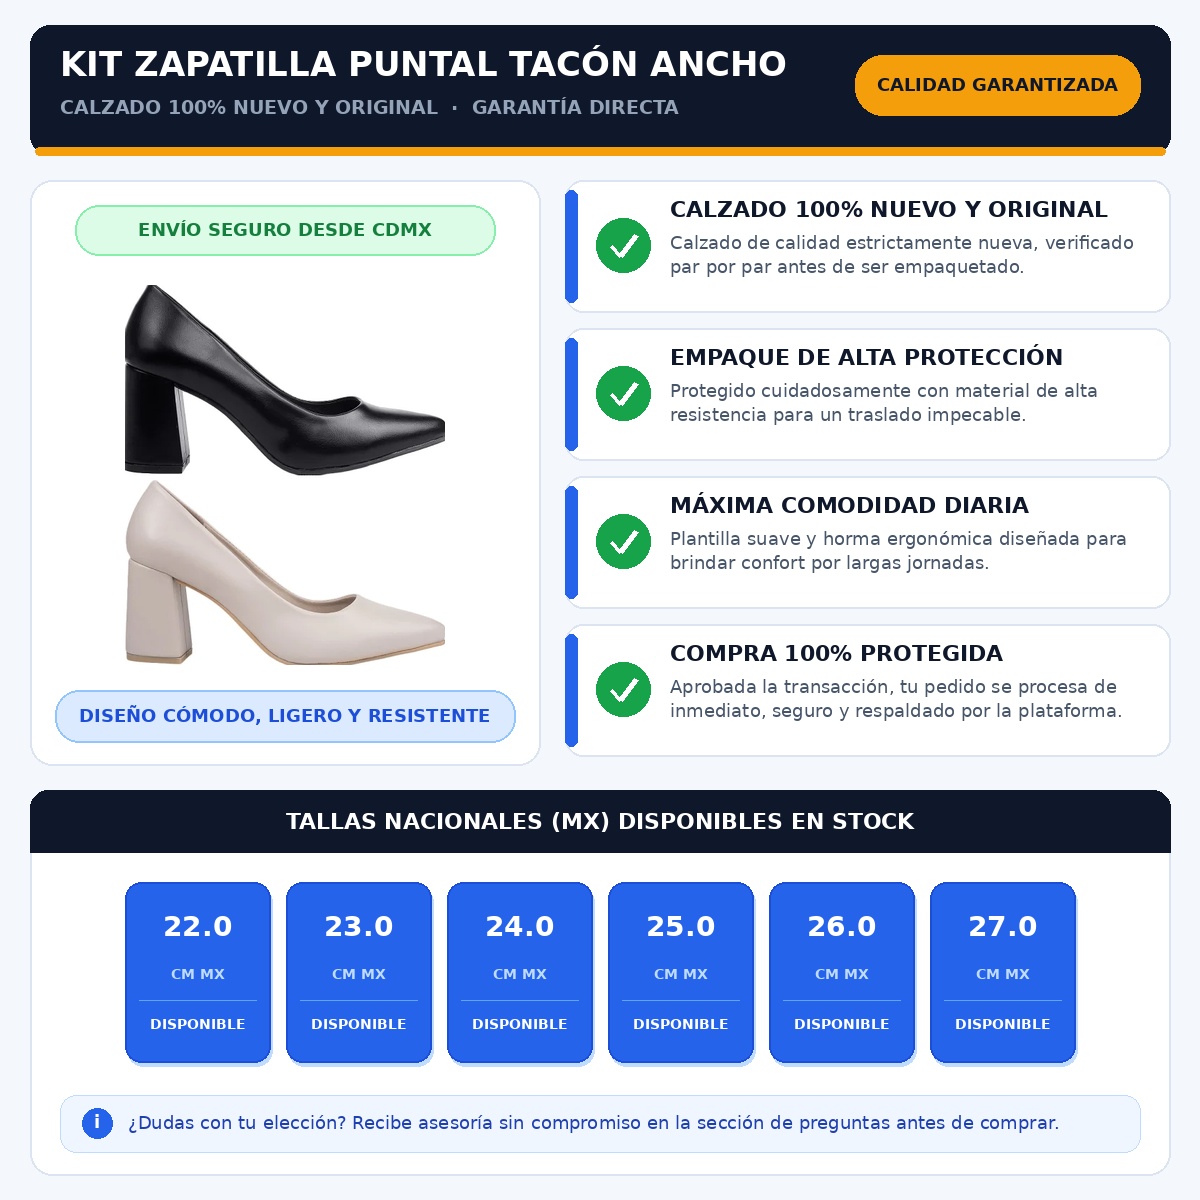 KIT ZAPATILLA PUNTAL TACÓN ANCHO
CALZADO 100% NUEVO Y ORIGINAL · GARANTÍA DIRECTA
CALIDAD GARANTIZADA
ENVÍO SEGURO DESDE CDMX
DISEÑO CÓMODO, LIGERO Y RESISTENTE
CALZADO 100% NUEVO Y ORIGINAL
Calzado de calidad estrictamente nueva, verificado
par por par antes de ser empaquetado.
EMPAQUE DE ALTA PROTECCIÓN
Protegido cuidadosamente con material de alta
resistencia para un traslado impecable.
MÁXIMA COMODIDAD DIARIA
Plantilla suave y horma ergonómica diseñada para
brindar confort por largas jornadas.
COMPRA 100% PROTEGIDA
Aprobada la transacción, tu pedido se procesa de
inmediato, seguro y respaldado por la plataforma.
TALLAS NACIONALES (MX) DISPONIBLES EN STOCK
22.0
CM MX
DISPONIBLE
23.0
CM MX
DISPONIBLE
24.0
CM MX
DISPONIBLE
25.0
CM MX
DISPONIBLE
26.0
CM MX
DISPONIBLE
27.0
CM MX
DISPONIBLE
i ¿Dudas con tu elección? Recibe asesoría sin compromiso en la sección de preguntas antes de comprar.